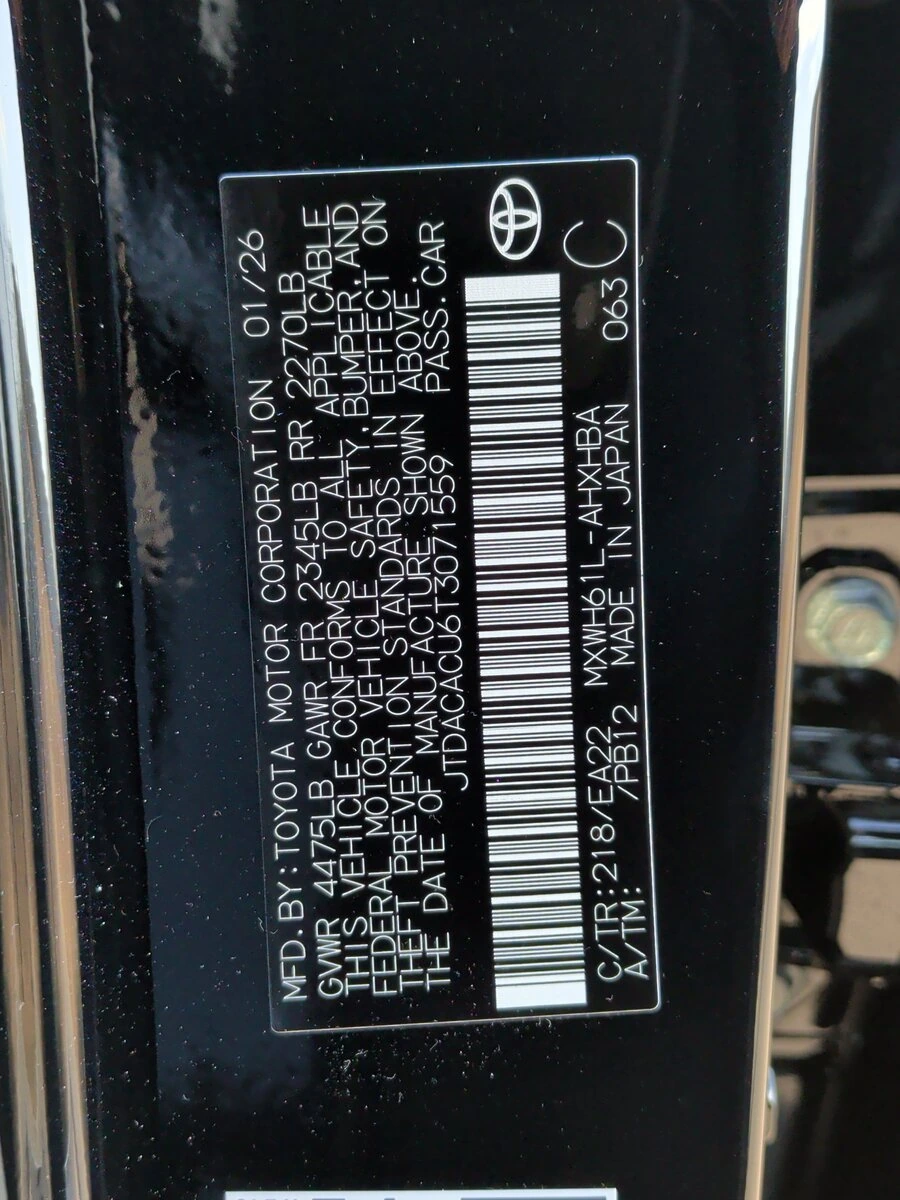 MFD.BY:TOYOTA MOTOR CORPORATION 01/26
GVWR 4475LB GAWR FR 2345LB RR 2270LB
THIS VEHICLE CONFORMS TO ALL APPLICABLE
FEDERAL MOTOR VEHICLE SAFETY,BUMPER,AND
THEFT PREVENTION STANDARDS IN EFFECT ON
THE DATE OF MANUFACTURE SHOWN ABOVE.
JTDACACU6T3071559 PASS.CAR
C/TR:218/EA22 MXWH61L-AHXHBA
A/TM: /PB12 MADE IN JAPAN 063 C